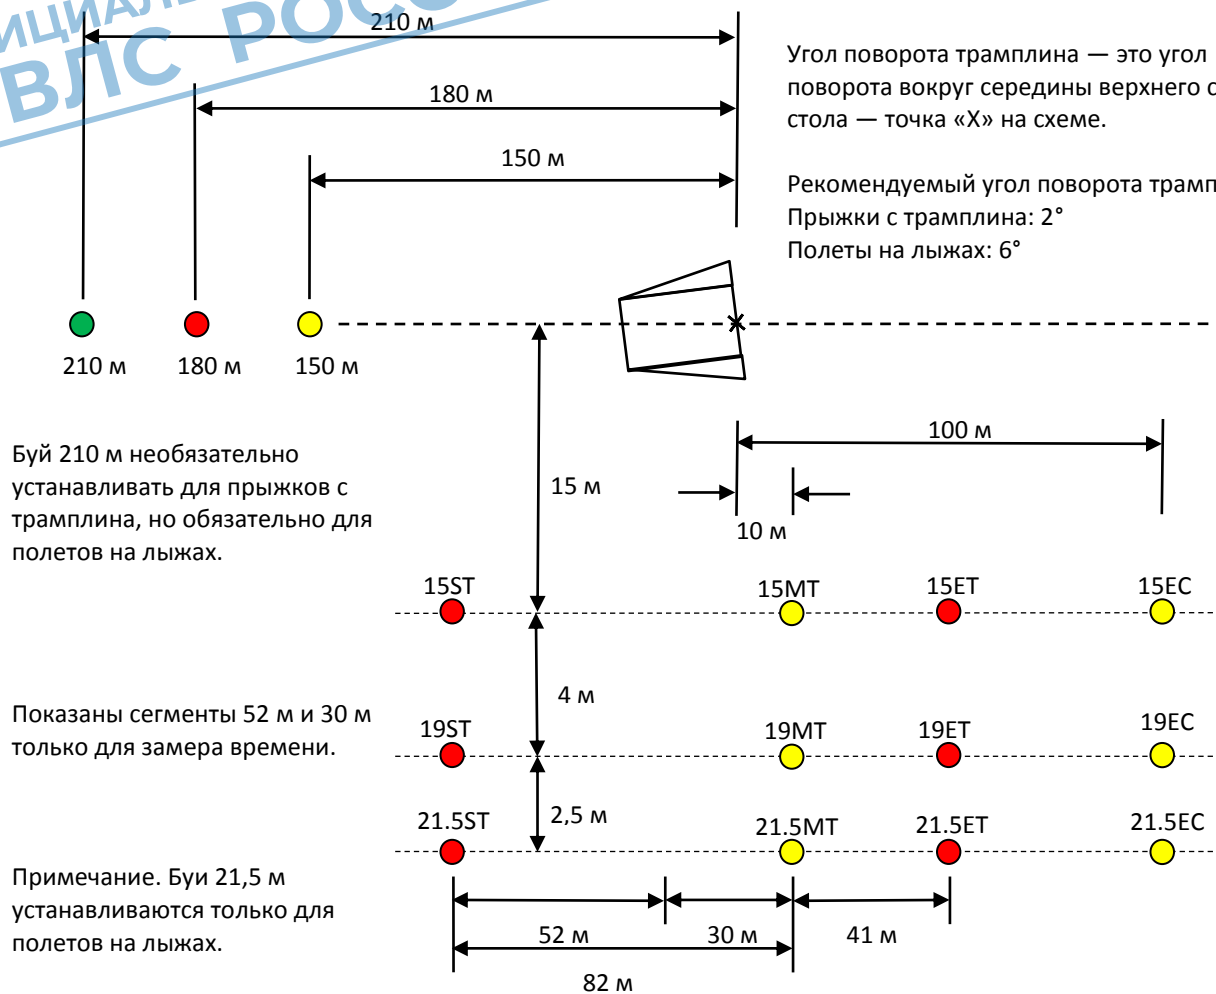 ВЛС
210 м
180 м
150 м
Угол поворота трамплина — это угол
поворота вокруг середины верхнего
стола — точка «X» на схеме.
Рекомендуемый угол поворота
Прыжки с трамплина: 2°
Полеты на лыжах: 6°
210 м
180 м
150 м
Буй 210 м необязательно
устанавливать для прыжков с
трамплина, но обязательно для
полетов на лыжах.
15 м
100 м
10 м
15ST
15MT
15ET
15EC
4 м
Показаны сегменты 52 м и 30 м
только для замера времени.
19ST
19MT
19ET
19EC
2,5 м
21.5ST
21.5MT
21.5ET
21.5EC
Примечание. Буи 21,5 м
устанавливаются только для
полетов на лыжах.
52 м
30 м
41 м
82 м